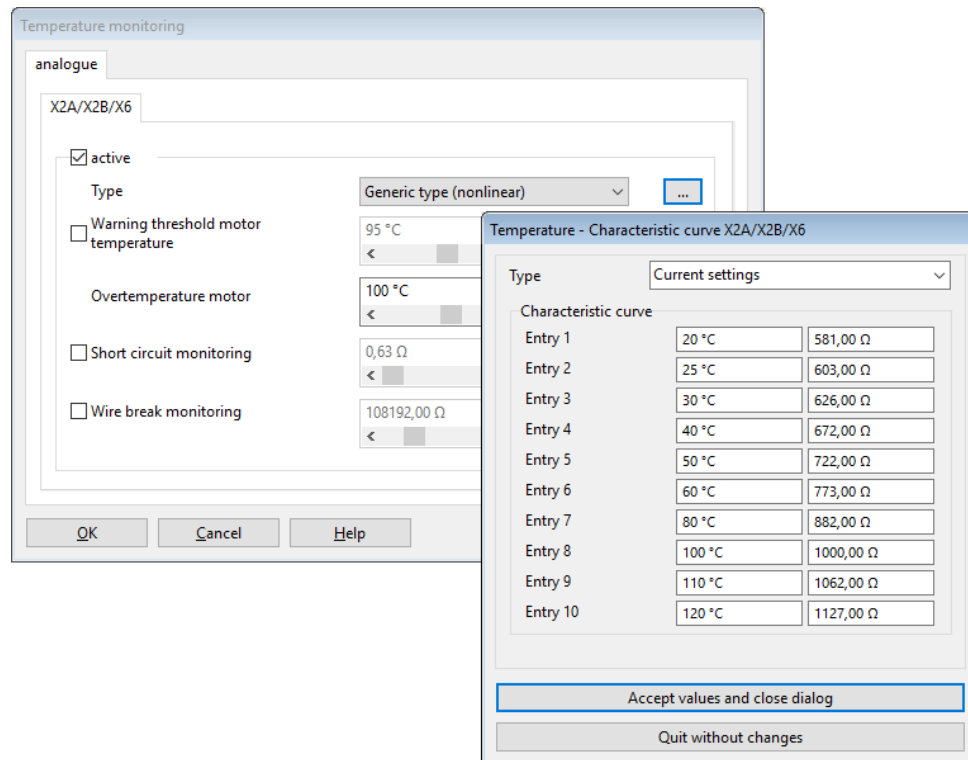 Temperature monitoring
analogue
X2A/X2B/X6
active
Type
Generic type (nonlinear)
...
Warning threshold motor
temperature
95 °C
Overtemperature motor
100 °C
Short circuit monitoring
0,63 Ω
Wire break monitoring
108192,00 Ω
OK
Cancel
Help
Temperature - Characteristic curve X2A/X2B/X6
Type
Current settings
Characteristic curve
Entry 1 20 °C 581,00 Ω
Entry 2 25 °C 603,00 Ω
Entry 3 30 °C 626,00 Ω
Entry 4 40 °C 672,00 Ω
Entry 5 50 °C 722,00 Ω
Entry 6 60 °C 773,00 Ω
Entry 7 80 °C 882,00 Ω
Entry 8 100 °C 1000,00 Ω
Entry 9 110 °C 1062,00 Ω
Entry 10 120 °C 1127,00 Ω
Accept values and close dialog
Quit without changes